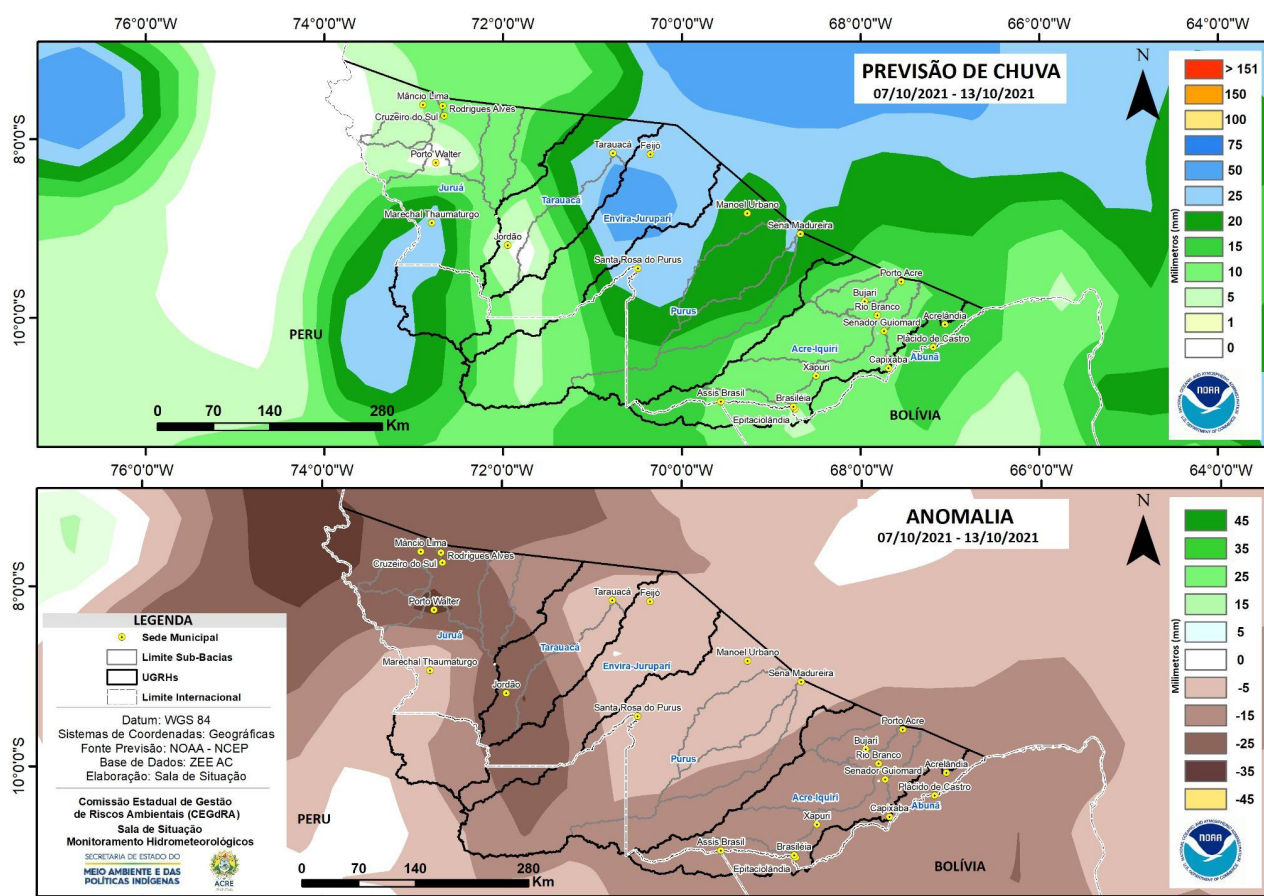 76°0'0"W 74°0'0"W 72°0'0"W 70°0'0"W 68°0'0"W 66°0'0"W 64°0'0"W
PREVISÃO DE CHUVA
07/10/2021 - 13/10/2021
N
8°0'0"S
10°0'0"S
Mâncio Lima
Rodrigues Alves
Cruzeiro do Sul
Porto Walter
Juruá
Marechal Thaumaturgo
Jordão
Tarauacá
Feijó
Tarauacá
Envira-Jurupari
Manoel Urbano
Sena Madureira
Santa Rosa do Purus
Purus
Porto Acre
Bujari
Rio Branco
Senador Guiomard
Acrelândia
Plácido de Castro
Abunã
Acre-Iquiri
Capixaba
Xapuri
Assis Brasil
Brasiléia
Epitaciolândia
PERU
BOLÍVIA
0 70 140 280
Km
Milimetros (mm)
> 151
150
100
75
50
25
20
15
10
5
1
0
NOAA
76°0'0"W 74°0'0"W 72°0'0"W 70°0'0"W 68°0'0"W 66°0'0"W 64°0'0"W
ANOMALIA
07/10/2021 - 13/10/2021
N
8°0'0"S
10°0'0"S
Mâncio Lima
Rodrigues Alves
Cruzeiro do Sul
Porto Walter
Juruá
Marechal Thaumaturgo
Jordão
Tarauacá
Feijó
Tarauacá
Envira-Jurupari
Manoel Urbano
Sena Madureira
Santa Rosa do Purus
Purus
Porto Acre
Bujari
Rio Branco
Senador Guiomard
Acrelândia
Plácido de Castro
Abunã
Acre-Iquiri
Capixaba
Xapuri
Assis Brasil
Brasiléia
Epitaciolândia
PERU
BOLÍVIA
0 70 140 280
Km
Milimetros (mm)
45
35
25
15
5
0
-5
-15
-25
-35
-45
NOAA
LEGENDA
Sede Municipal
Limite Sub-Bacias
UGRHs
Limite Internacional
Datum: WGS 84
Sistemas de Coordenadas: Geográficas
Fonte Previsão: NOAA - NCEP
Base de Dados: ZEE AC
Elaboração: Sala de Situação
Comissão Estadual de Gestão
de Riscos Ambientais (CEGdRA)
Sala de Situação
Monitoramento Hidrometeorológicos
SECRETARIA DE ESTADO DO
MEIO AMBIENTE E DAS
POLÍTICAS INDÍGENAS
ACRE